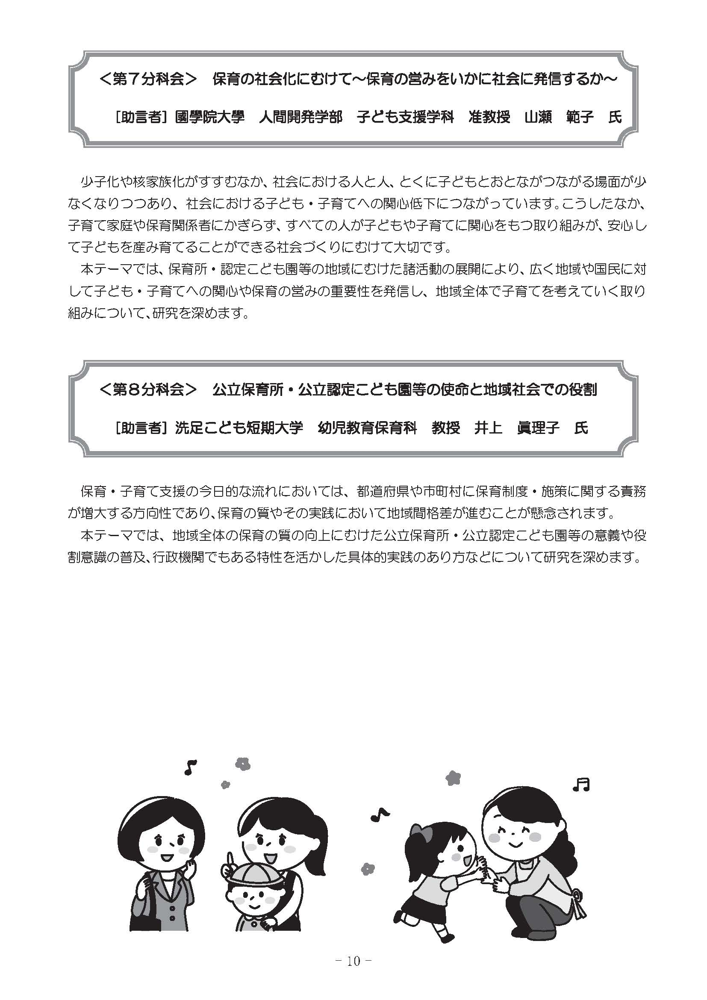 ＜第７分科会＞　保育の社会化にむけて～保育の営みをいかに社会に発信するか～
［助言者］國學院大學　人間開発学部　子ども支援学科　准教授　山瀬　範子　氏
少子化や核家族化がすすむなか、社会における人と人、とくに子どもとおとながつながる場面が少
なくなりつつあり、社会における子ども・子育てへの関心低下につながっています。こうしたなか、
子育て家庭や保育関係者にかぎらず、すべての人が子どもや子育てに関心をもつ取り組みが、安心し
て子どもを産み育てることができる社会づくりにむけて大切です。
本テーマでは、保育所・認定こども園等の地域にむけた諸活動の展開により、広く地域や国民に対
して子ども・子育てへの関心や保育の営みの重要性を発信し、地域全体で子育てを考えていく取り
組みについて、研究を深めます。
＜第８分科会＞　公立保育所・公立認定こども園等の使命と地域社会での役割
［助言者］洗足こども短期大学　幼児教育保育科　教授　井上　眞理子　氏
保育・子育て支援の今日的な流れにおいては、都道府県や市町村に保育制度・施策に関する責務
が増大する方向性であり、保育の質やその実践において地域間格差が進むことが懸念されます。
本テーマでは、地域全体の保育の質の向上にむけた公立保育所・公立認定こども園等の意義や役
割意識の普及、行政機関でもある特性を活かした具体的実践のあり方などについて研究を深めます。
- 10 -